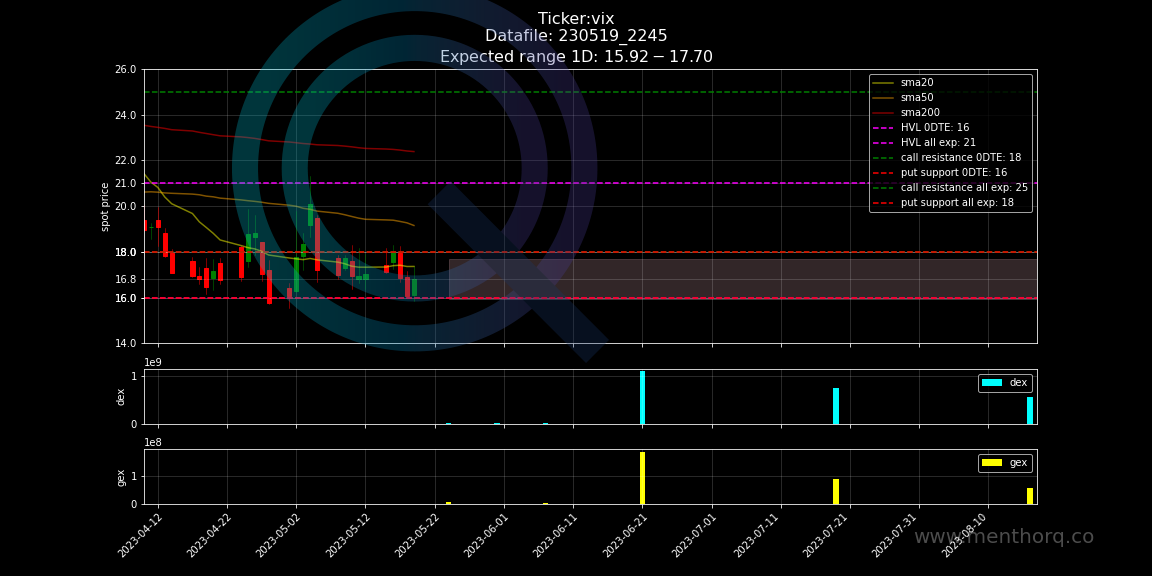 Ticker:vix
Datafile: 230519_2245
Expected range 1D: 15.92 − 17.70
26.0
24.0
22.0
21.0
20.0
18.0
16.8
16.0
14.0
spot price
sma20
sma50
sma200
HVL 0DTE: 16
HVL all exp: 21
call resistance 0DTE: 18
put support 0DTE: 16
call resistance all exp: 25
put support all exp: 18
1e9
1
0
dex
dex
1e8
1
0
gex
gex
2023-04-12
2023-04-22
2023-05-02
2023-05-12
2023-05-22
2023-06-01
2023-06-11
2023-06-21
2023-07-01
2023-07-11
2023-07-21
2023-07-31
2023-08-10
www.menthorq.co